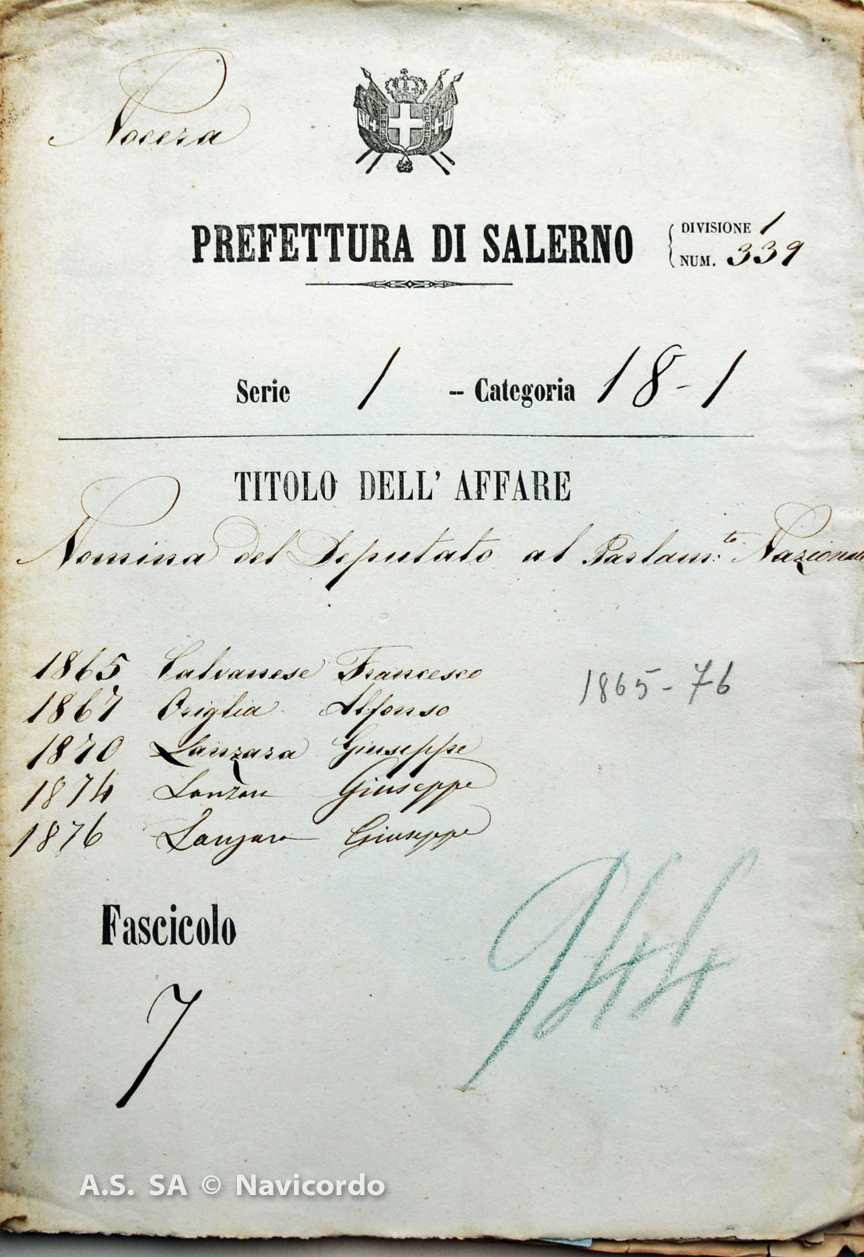 Nocera
PREFETTURA DI SALERNO
DIVISIONE 1
NUM. 339
Serie 1 – Categoria 18-1
TITOLO DELL' AFFARE
Nomina del Deputato al Parlam:to Nazionale
1865 Calvanese Francesco
1867 Origlia Alfonso
1870 Lanzara Giuseppe
1874 Lanzara Giuseppe
1876 Lanzara Giuseppe
1865-76
Fascicolo
7
944
A.S. SA © Navicordo